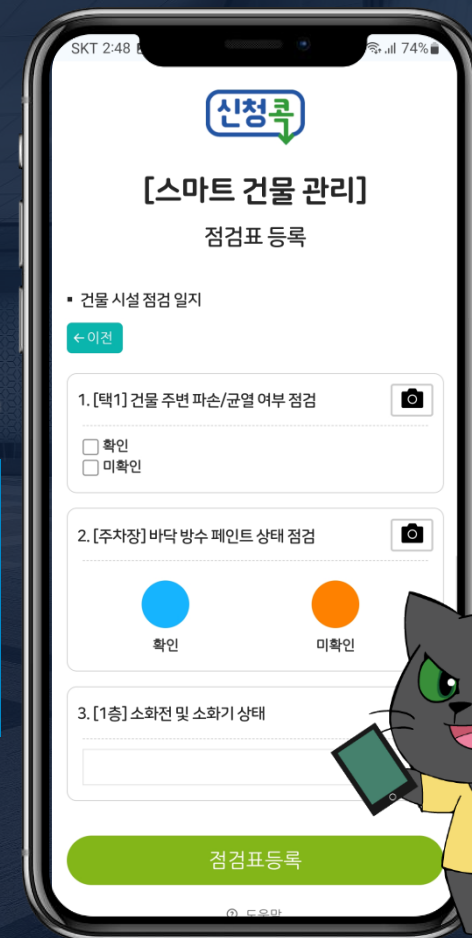 SKT 2:48
74%
신청콕
[스마트 건물 관리]
점검표 등록
▪ 건물 시설 점검 일지
←이전
1. [택1] 건물 주변 파손/균열 여부 점검
확인
미확인
2. [주차장] 바닥 방수 페인트 상태 점검
확인
미확인
3. [1층] 소화전 및 소화기 상태
점검표등록
도움말